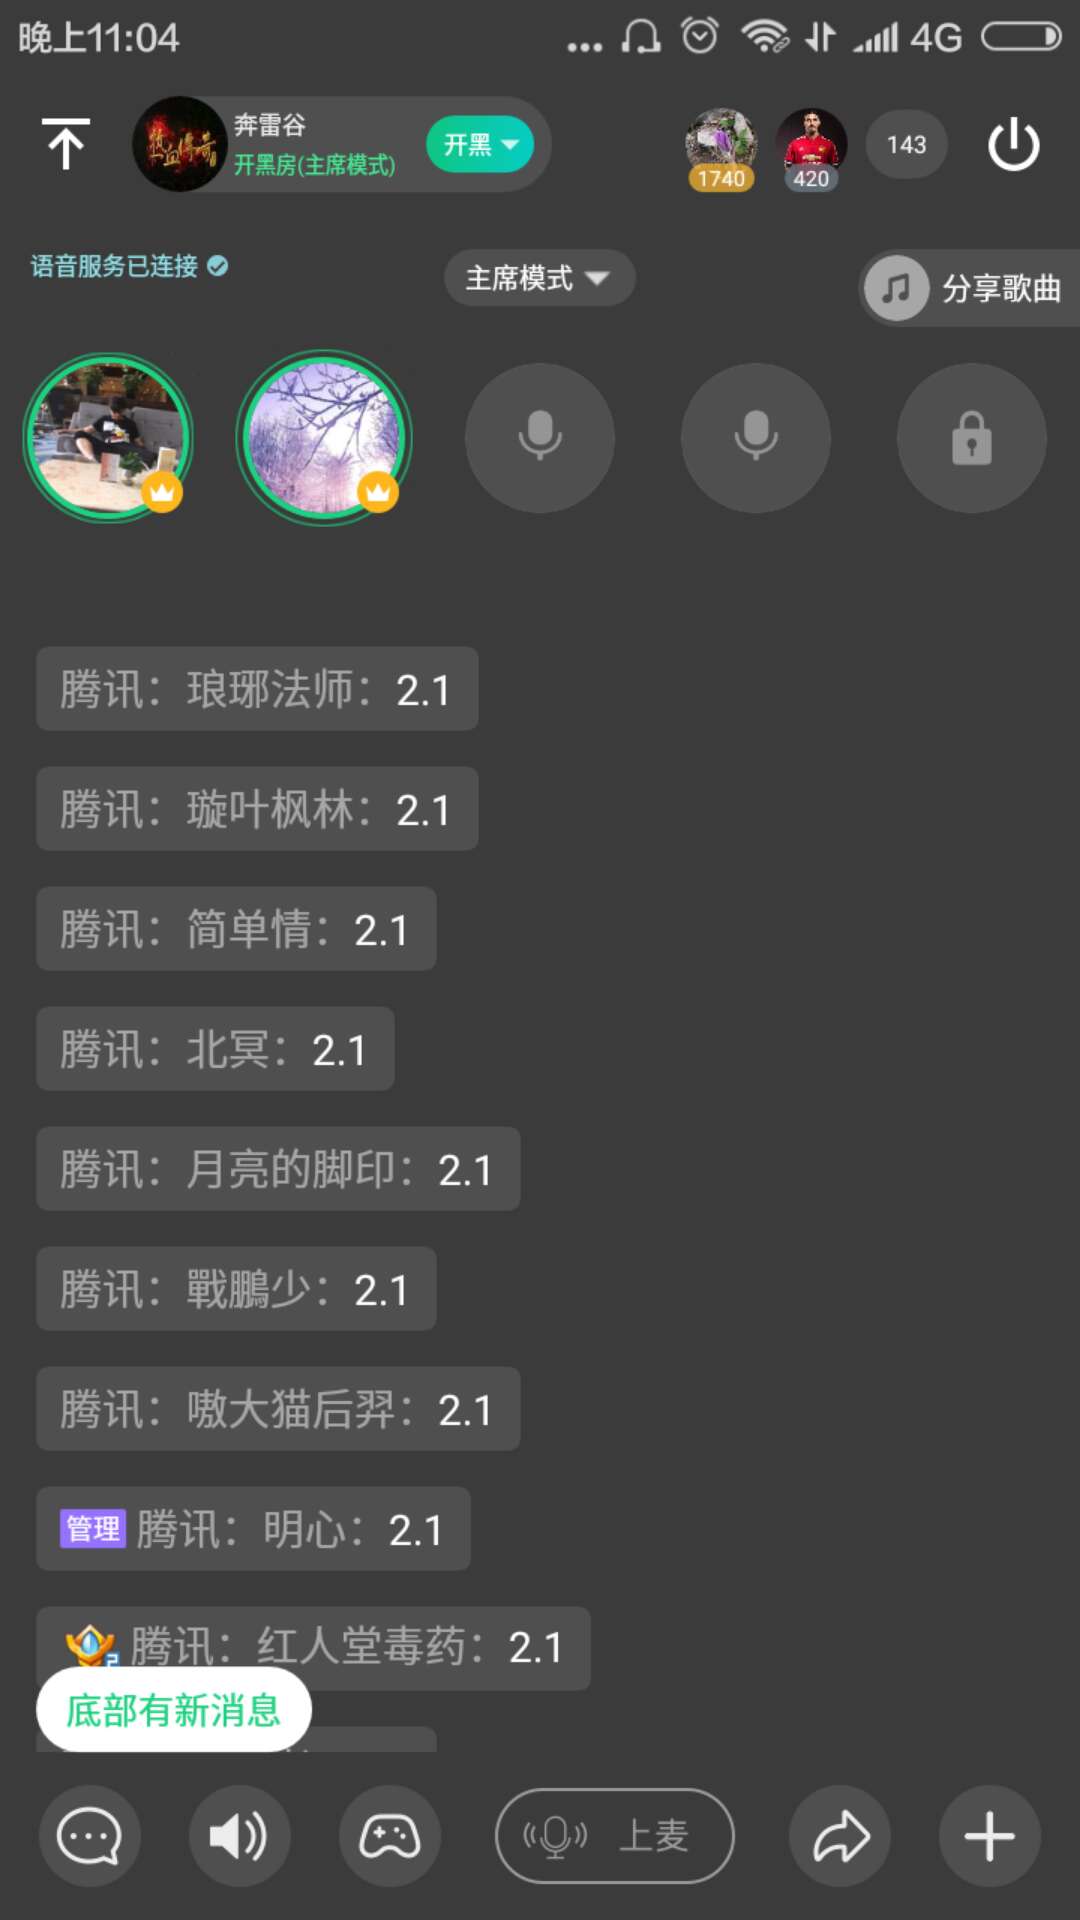 晚上11:04
4G
奔雷谷
开黑房(主席模式)
开黑
1740
420
143
语音服务已连接
主席模式
分享歌曲
热血传奇
腾讯：琅琊法师：2.1
腾讯：璇叶枫林：2.1
腾讯：简单情：2.1
腾讯：北冥：2.1
腾讯：月亮的脚印：2.1
腾讯：戰鵬少：2.1
腾讯：嗷大猫后羿：2.1
管理 腾讯：明心：2.1
2 腾讯：红人堂毒药：2.1
底部有新消息
上麦